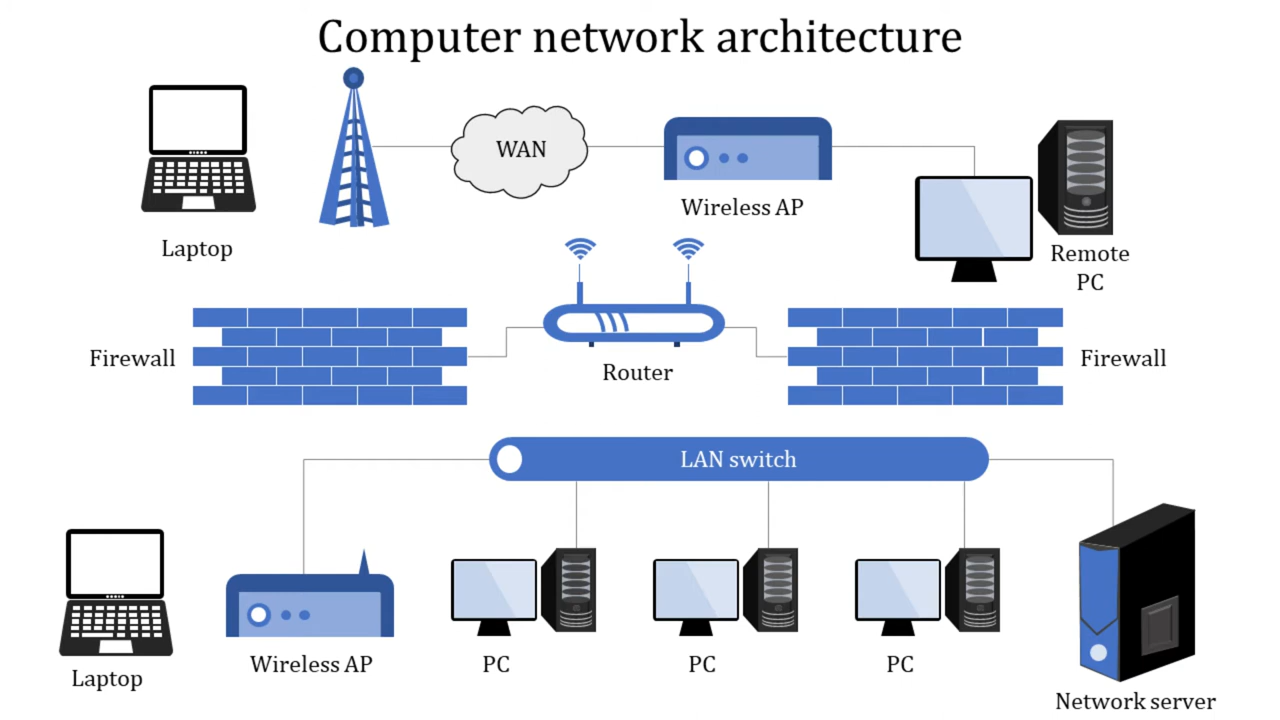 Computer network architecture
WAN
Wireless AP
Laptop
Remote
PC
Firewall
Router
Firewall
LAN switch
Laptop
Wireless AP
PC
PC
PC
Network server